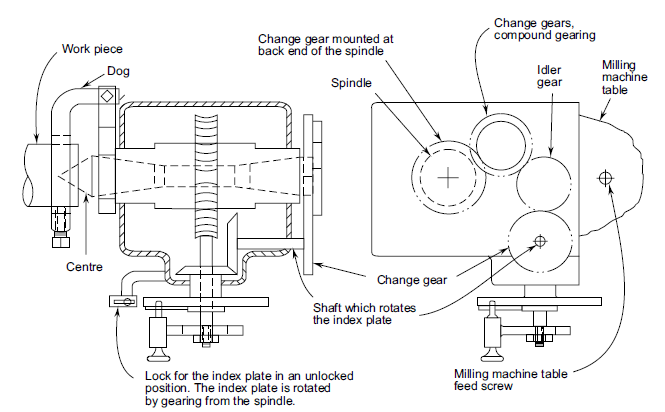 Work piece
Dog
Centre
Change gear mounted at
back end of the spindle
Spindle
Change gears,
compound gearing
Idler
gear
Milling
machine
table
Change gear
Shaft which rotates
the index plate
Lock for the index plate in an unlocked
position. The index plate is rotated
by gearing from the spindle.
Milling machine table
feed screw